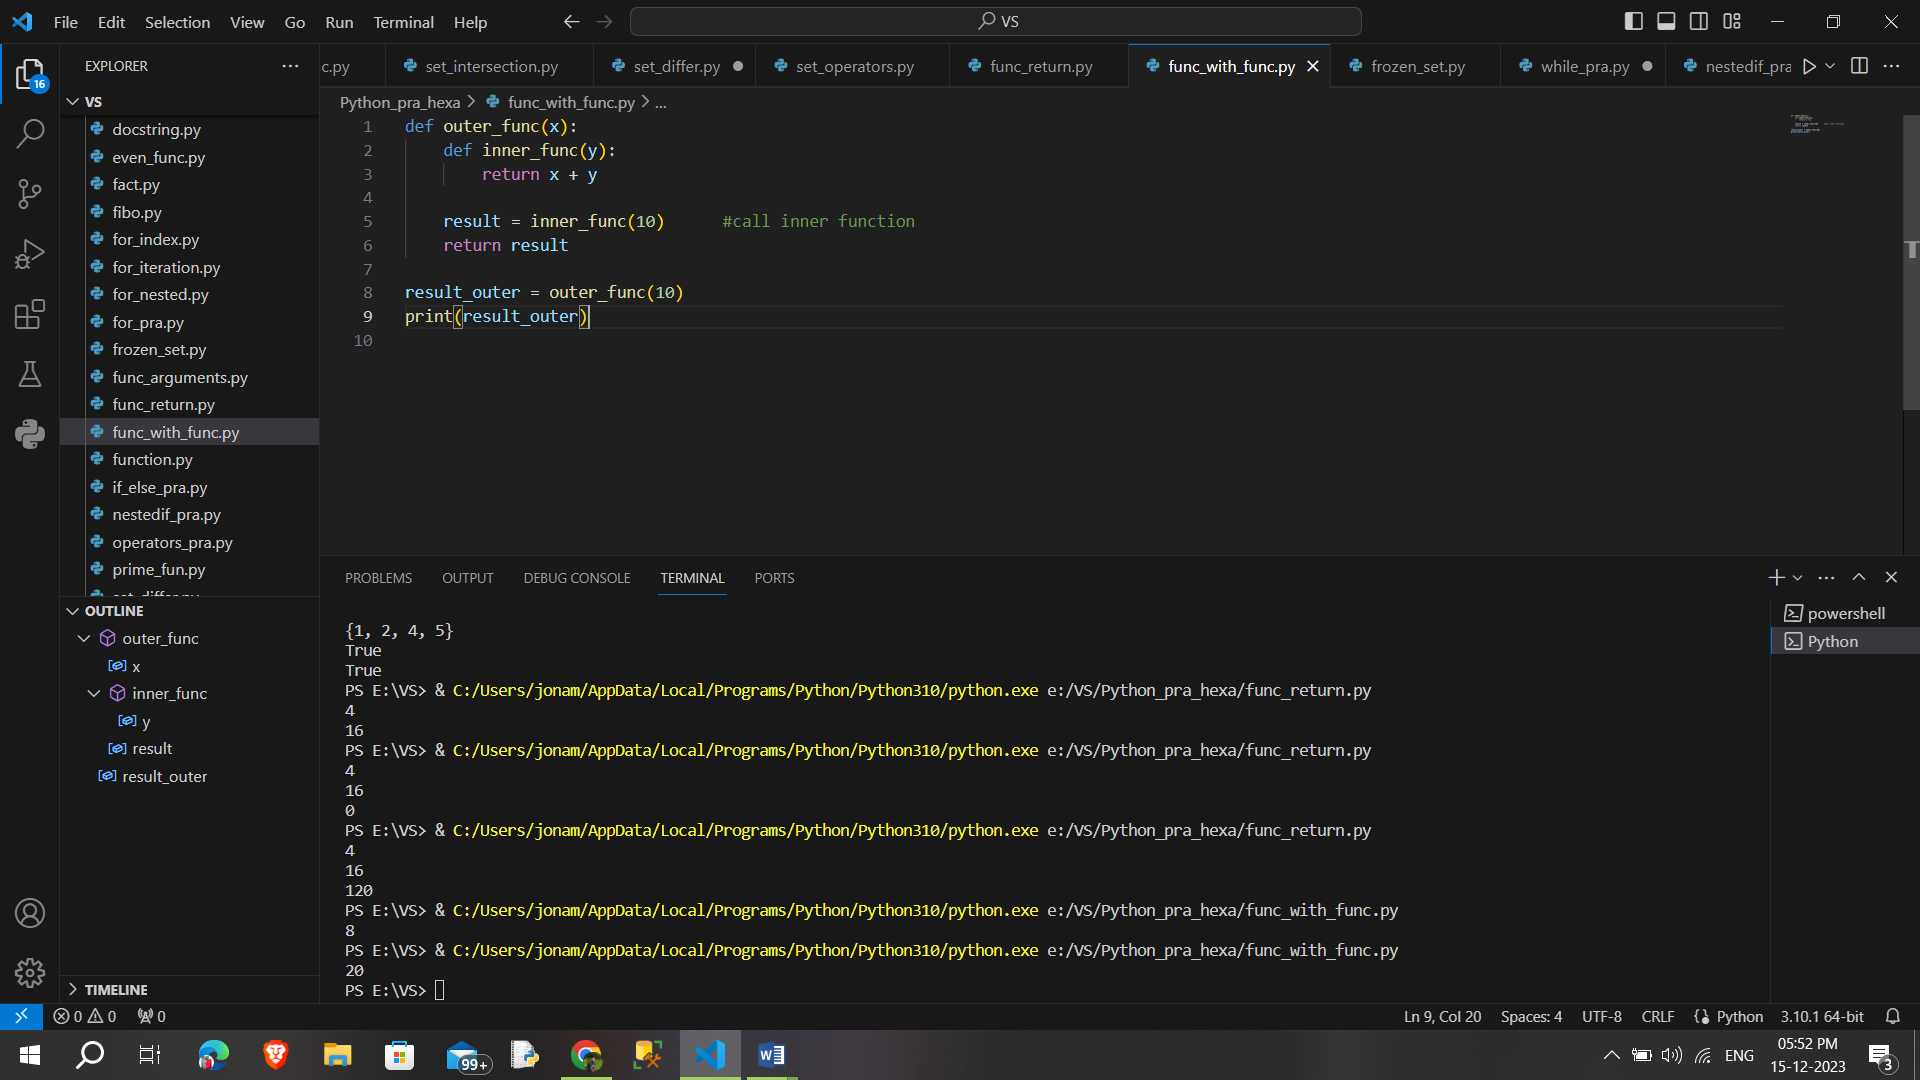 File Edit Selection View Go Run Terminal Help
VS
16
EXPLORER
c.py
set_intersection.py
set_differ.py
set_operators.py
func_return.py
func_with_func.py
frozen_set.py
while_pra.py
nestedif_pra
VS
docstring.py
even_func.py
fact.py
fibo.py
for_index.py
for_iteration.py
for_nested.py
for_pra.py
frozen_set.py
func_arguments.py
func_return.py
func_with_func.py
function.py
if_else_pra.py
nestedif_pra.py
operators_pra.py
prime_fun.py
set_differ.py
OUTLINE
outer_func
x
inner_func
y
result
result_outer
TIMELINE
Python_pra_hexa > func_with_func.py > ...
1 def outer_func(x):
2 def inner_func(y):
3 return x + y
4
5 result = inner_func(10) #call inner function
6 return result
7
8 result_outer = outer_func(10)
9 print(result_outer)
10
PROBLEMS OUTPUT DEBUG CONSOLE TERMINAL PORTS
{1, 2, 4, 5}
True
True
PS E:\VS> & C:/Users/jonam/AppData/Local/Programs/Python/Python310/python.exe e:/VS/Python_pra_hexa/func_return.py
4
16
PS E:\VS> & C:/Users/jonam/AppData/Local/Programs/Python/Python310/python.exe e:/VS/Python_pra_hexa/func_return.py
4
16
0
PS E:\VS> & C:/Users/jonam/AppData/Local/Programs/Python/Python310/python.exe e:/VS/Python_pra_hexa/func_return.py
4
16
120
PS E:\VS> & C:/Users/jonam/AppData/Local/Programs/Python/Python310/python.exe e:/VS/Python_pra_hexa/func_with_func.py
8
PS E:\VS> & C:/Users/jonam/AppData/Local/Programs/Python/Python310/python.exe e:/VS/Python_pra_hexa/func_with_func.py
20
PS E:\VS>
powershell
Python
0 0 0
Ln 9, Col 20 Spaces: 4 UTF-8 CRLF Python 3.10.1 64-bit
99+
ENG
05:52 PM
15-12-2023
3